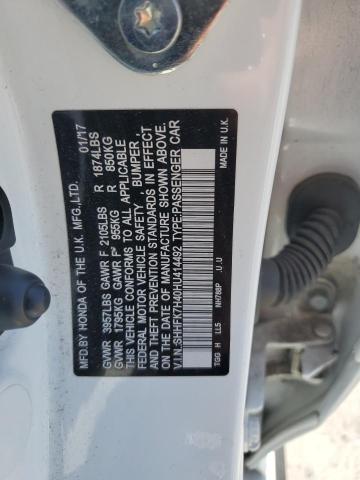 MFD.BY HONDA OF THE U.K. MFG.,LTD. 01/17
GVWR 3957LBS GAWR F 2105LBS R 1874LBS
GVWR 1795KG GAWR F 955KG R 850KG
THIS VEHICLE CONFORMS TO ALL APPLICABLE
FEDERAL MOTOR VEHICLE SAFETY, BUMPER,
AND THEFT PREVENTION STANDARDS IN EFFECT
ON THE DATE OF MANUFACTURE SHOWN ABOVE.
V.I.N.:SHHFK7H40HU414492 TYPE:PASSENGER CAR
NH788P .U .U MADE IN U.K.
TGG H LL5